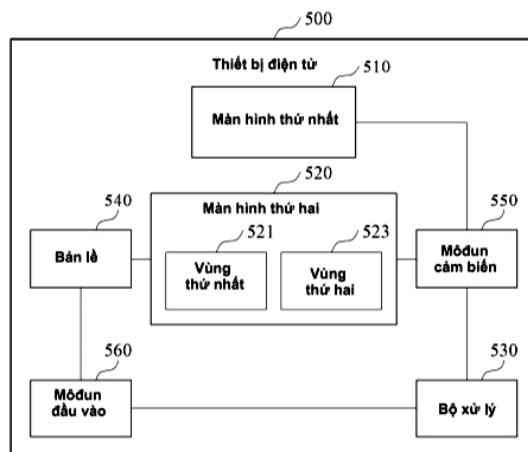 500
Thiết bị điện tử
510
Màn hình thứ nhất
520
Màn hình thứ hai
540
550
521
523
Bản lề
Vùng
thứ nhất
Vùng
thứ hai
Môđun
cảm biến
560
530
Môđun
đầu vào
Bộ xử lý